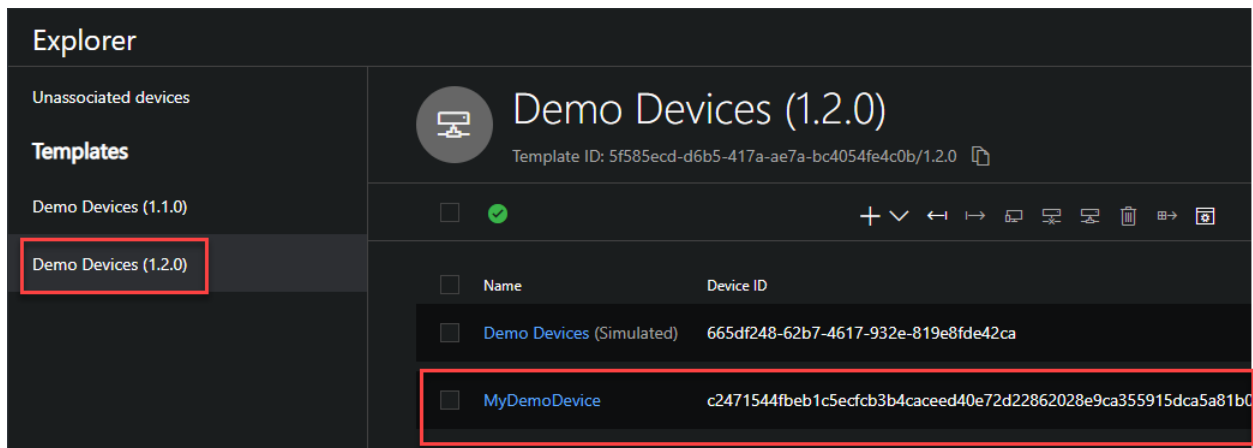 Explorer
Unassociated devices
Templates
Demo Devices (1.1.0)
Demo Devices (1.2.0)
Demo Devices (1.2.0)
Template ID: 5f585ecd-d6b5-417a-ae7a-bc4054fe4c0b/1.2.0
Name Device ID
Demo Devices (Simulated) 665df248-62b7-4617-932e-819e8fde42ca
MyDemoDevice c2471544fbeb1c5ecfcb3b4caceed40e72d22862028e9ca355915dca5a81b0